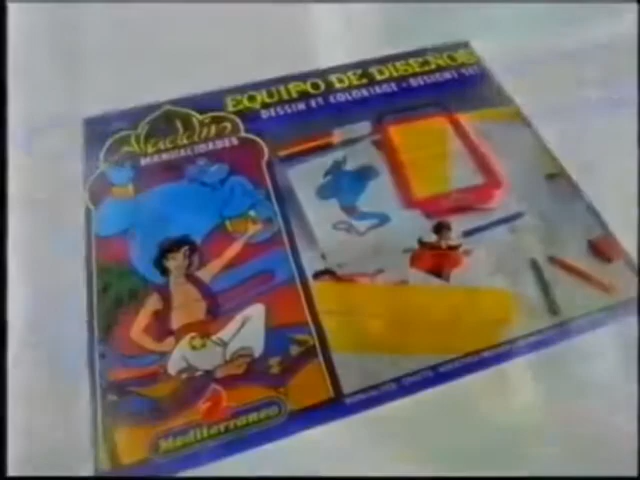 EQUIPO DE DISEÑOS
DESSIN ET COLORIAGE - DESIGN SET
Aladdin
MANUALIDADES
Mediterraneo